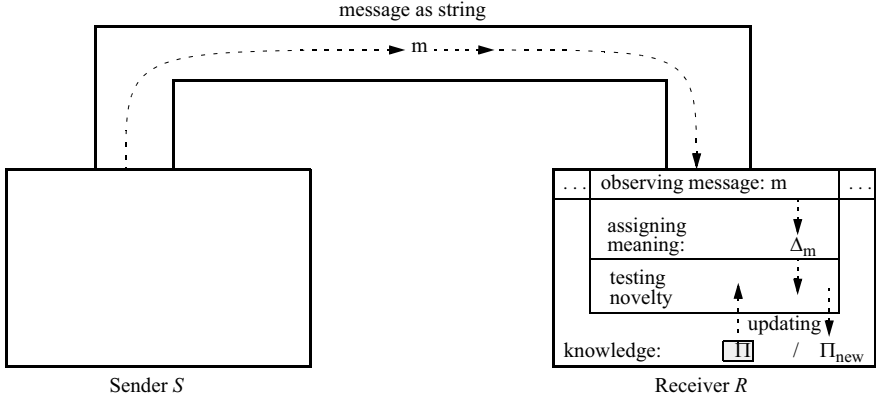 message as string
m
. . . observing message: m . . .
assigning
meaning: Δm
testing
novelty
updating
knowledge: Π / Πnew
Sender S
Receiver R